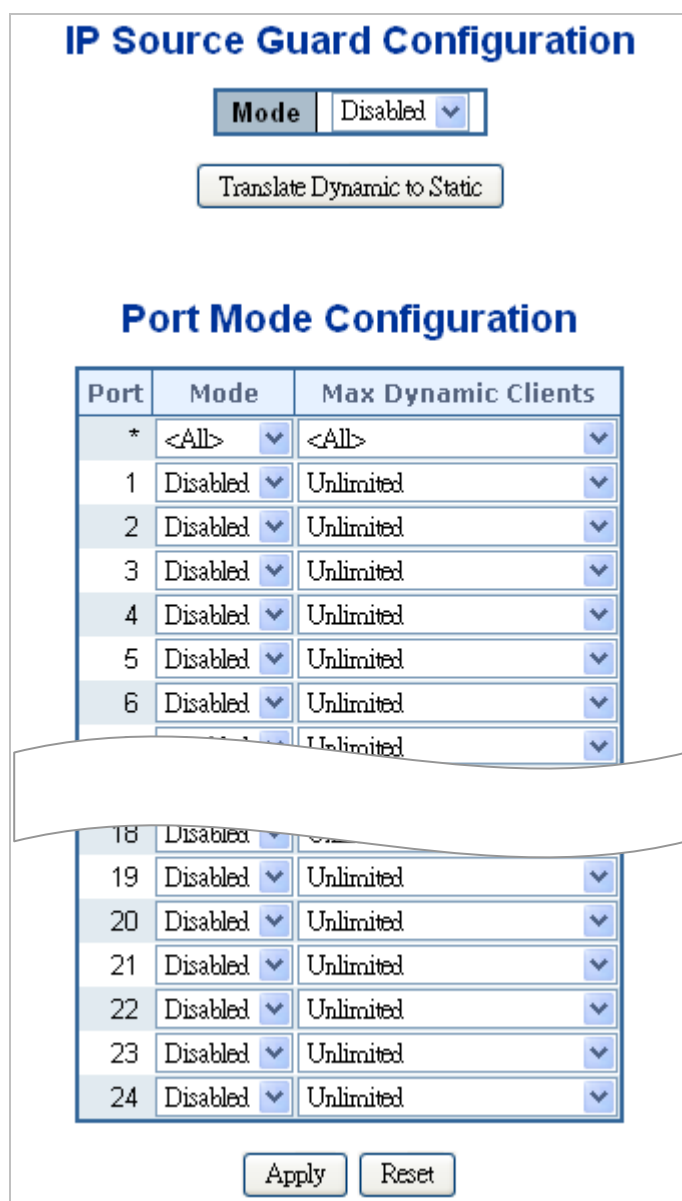 IP Source Guard Configuration
Mode Disabled
Translate Dynamic to Static
Port Mode Configuration
Port Mode Max Dynamic Clients
* <All> <All>
1 Disabled Unlimited
2 Disabled Unlimited
3 Disabled Unlimited
4 Disabled Unlimited
5 Disabled Unlimited
6 Disabled Unlimited
Unlimited
18 Disabled
19 Disabled Unlimited
20 Disabled Unlimited
21 Disabled Unlimited
22 Disabled Unlimited
23 Disabled Unlimited
24 Disabled Unlimited
Apply Reset